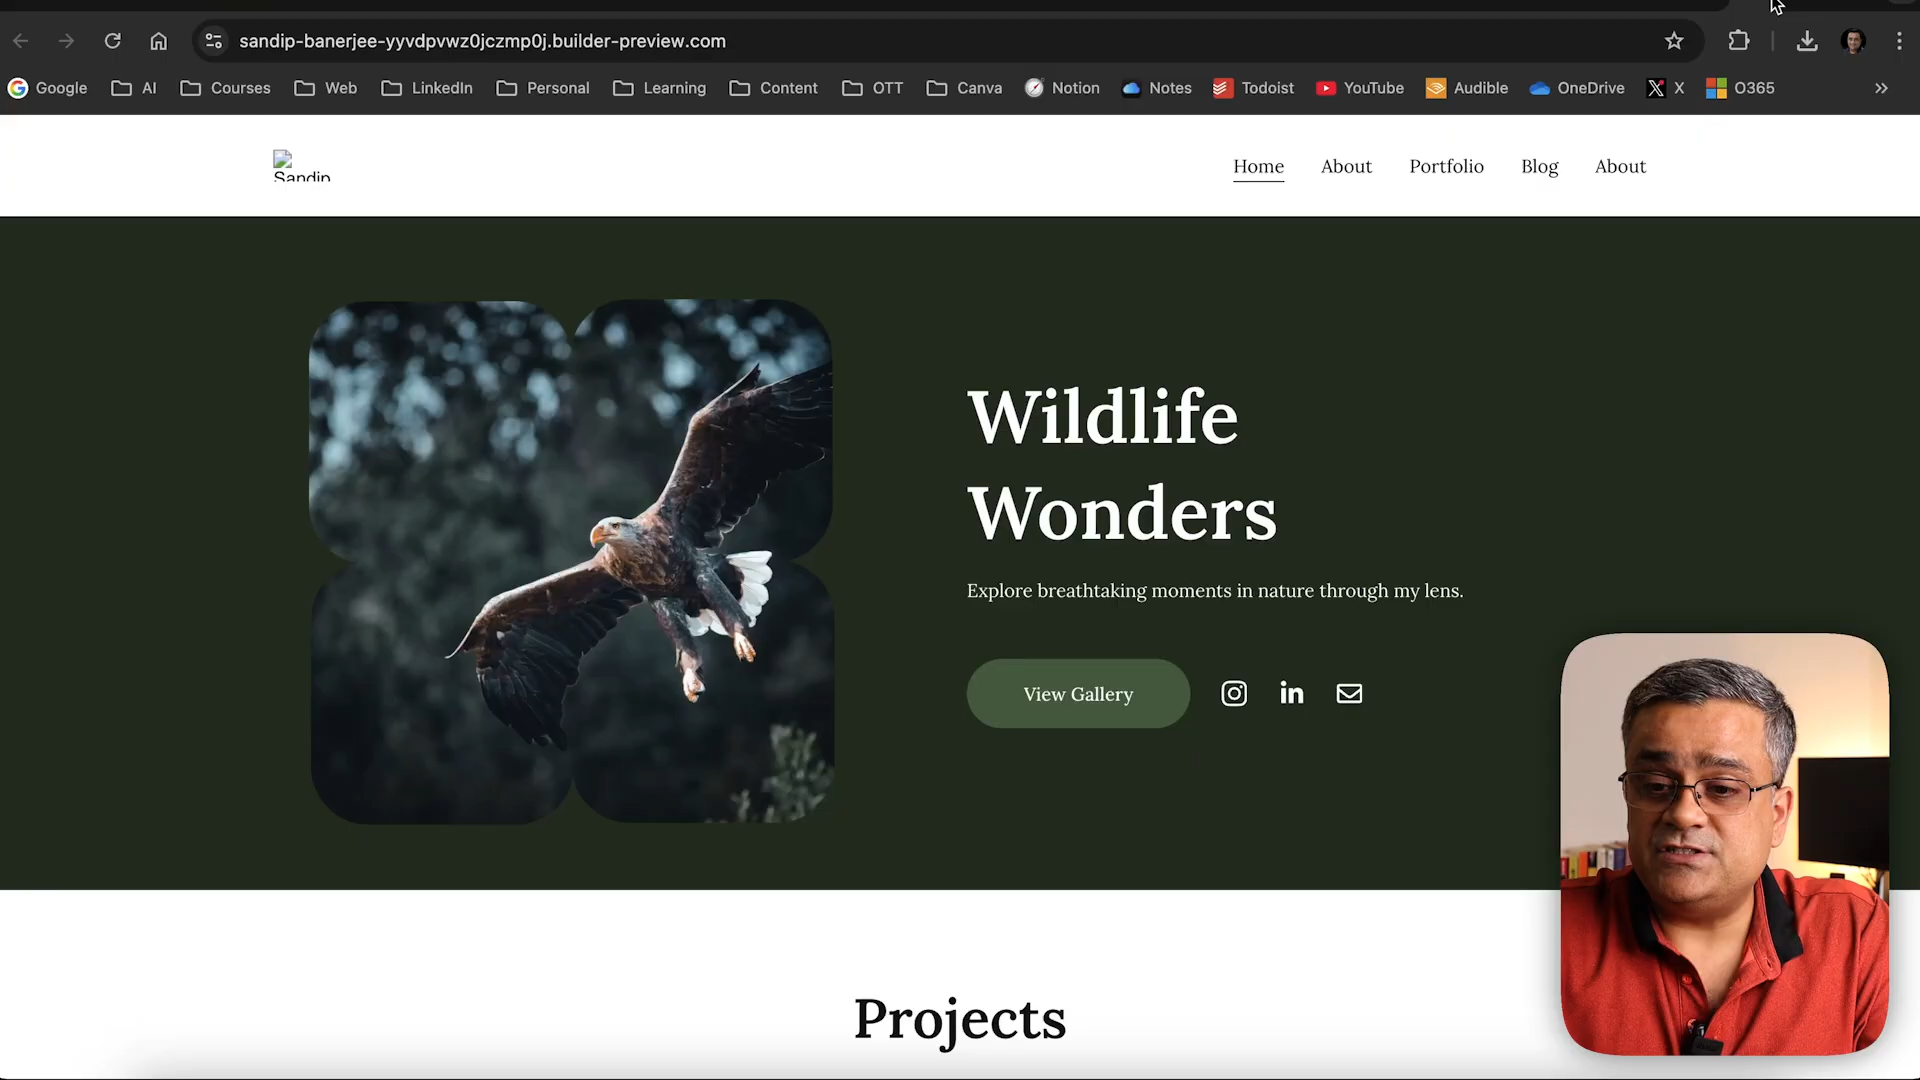 sandip-banerjee-yyvdpvwz0jczmp0j.builder-preview.com
Google AI Courses Web LinkedIn Personal Learning Content OTT Canva Notion Notes Todoist YouTube Audible OneDrive X O365
Sandip
Home About Portfolio Blog About
Wildlife
Wonders
Explore breathtaking moments in nature through my lens.
View Gallery
Projects